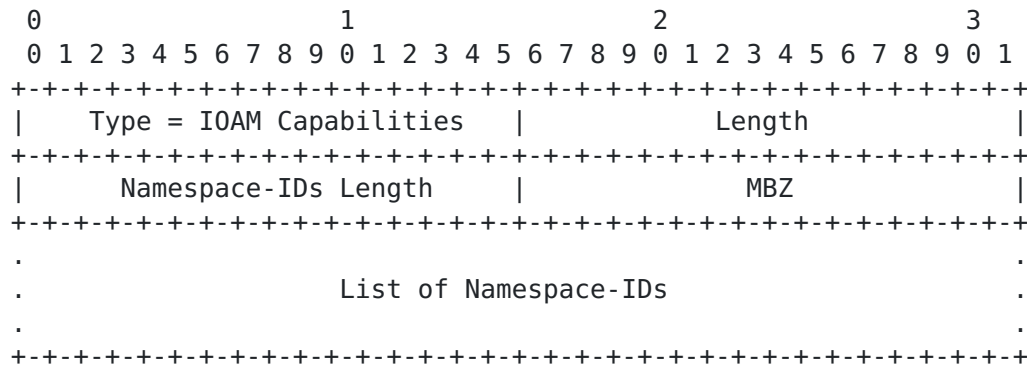 0                   1                   2                   3
 0 1 2 3 4 5 6 7 8 9 0 1 2 3 4 5 6 7 8 9 0 1 2 3 4 5 6 7 8 9 0 1
+-+-+-+-+-+-+-+-+-+-+-+-+-+-+-+-+-+-+-+-+-+-+-+-+-+-+-+-+-+-+-+-+
|    Type = IOAM Capabilities   |            Length             |
+-+-+-+-+-+-+-+-+-+-+-+-+-+-+-+-+-+-+-+-+-+-+-+-+-+-+-+-+-+-+-+-+
|      Namespace-IDs Length     |              MBZ              |
+-+-+-+-+-+-+-+-+-+-+-+-+-+-+-+-+-+-+-+-+-+-+-+-+-+-+-+-+-+-+-+-+
.                                                               .
.                    List of Namespace-IDs                      .
.                                                               .
+-+-+-+-+-+-+-+-+-+-+-+-+-+-+-+-+-+-+-+-+-+-+-+-+-+-+-+-+-+-+-+-+